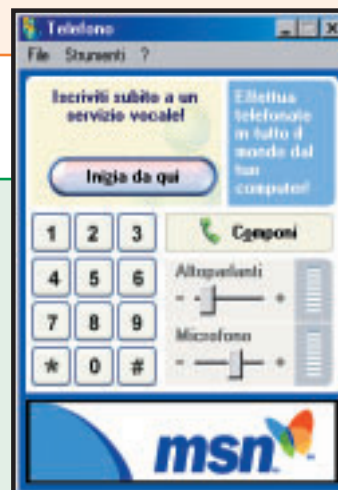 Telefono
File Strumenti ?
Iscriviti subito a un
servizio vocale!
Effettua
telefonate
in tutto il
mondo dal
tuo
computer!
Inizia da qui
1 2 3
Componi
4 5 6
Altoparlanti
- +
7 8 9
Microfono
* 0 #
- +
msn